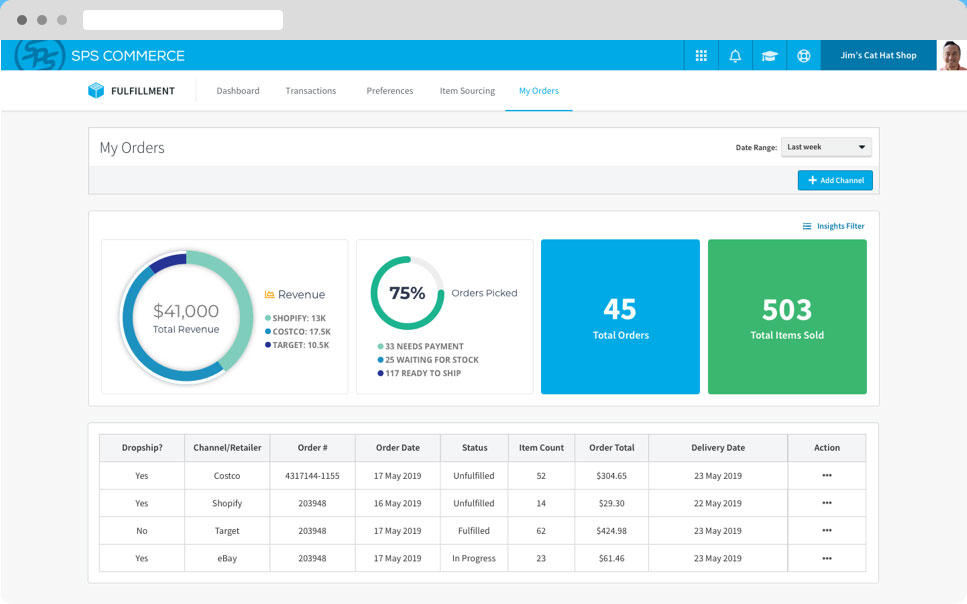 SPS SPS COMMERCE
Jim's Cat Hat Shop
FULFILLMENT Dashboard Transactions Preferences Item Sourcing My Orders
My Orders
Date Range: Last week
Add Channel
Insights Filter
$41,000
Total Revenue
Revenue
SHOPIFY: 13K
COSTCO: 17.5K
TARGET: 10.5K
75%
Orders Picked
33 NEEDS PAYMENT
25 WAITING FOR STOCK
117 READY TO SHIP
45
Total Orders
503
Total Items Sold
Dropship? Channel/Retailer Order # Order Date Status Item Count Order Total Delivery Date Action
Yes Costco 4317144-1155 17 May 2019 Unfulfilled 52 $304.65 23 May 2019
Yes Shopify 203948 16 May 2019 Unfulfilled 14 $29.30 22 May 2019
No Target 203948 17 May 2019 Fulfilled 62 $424.98 23 May 2019
Yes eBay 203948 17 May 2019 In Progress 23 $61.46 23 May 2019